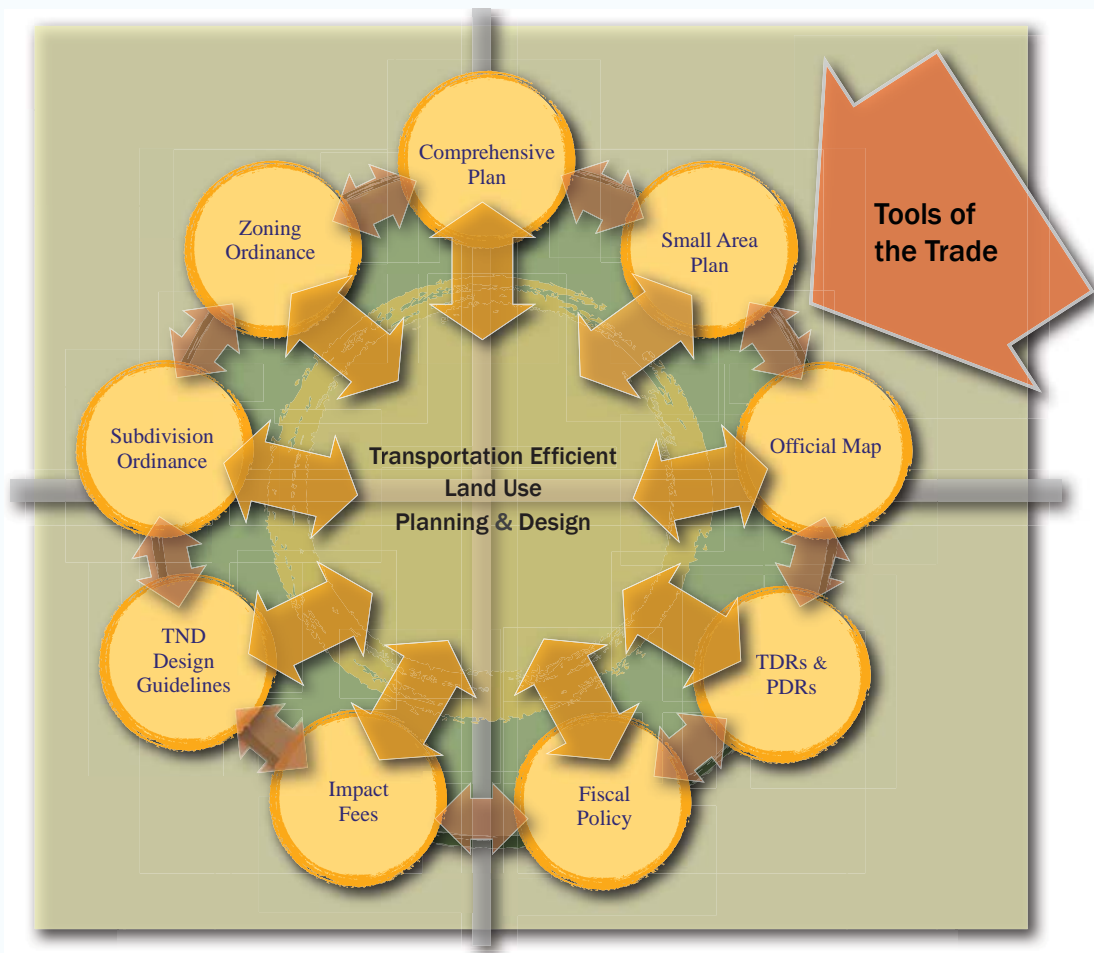 Comprehensive
Plan
Zoning
Ordinance
Small Area
Plan
Tools of
the Trade
Subdivision
Ordinance
Official Map
Transportation Efficient
Land Use
Planning & Design
TND
Design
Guidelines
TDRs &
PDRs
Impact
Fees
Fiscal
Policy